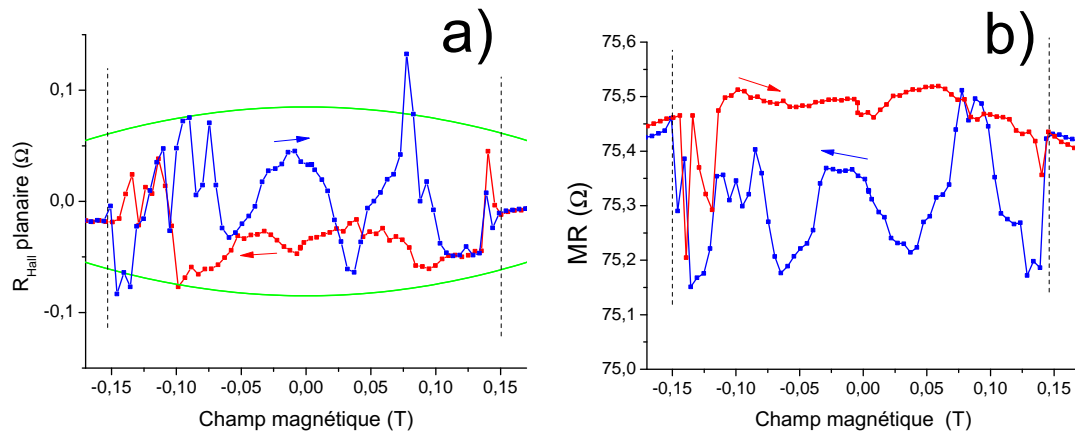 a)
0,1
0,0
-0,1
R_Hall planaire (Ω)
-0,15 -0,10 -0,05 0,00 0,05 0,10 0,15
Champ magnétique (T)
b)
75,6
75,5
75,4
75,3
75,2
75,1
75,0
MR (Ω)
-0,15 -0,10 -0,05 0,00 0,05 0,10 0,15
Champ magnétique (T)